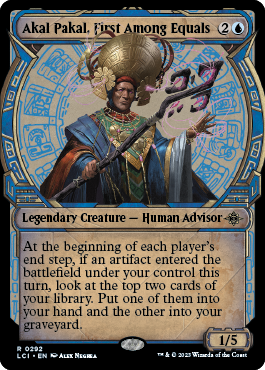 Akal Pakal, First Among Equals 2
Legendary Creature — Human Advisor
At the beginning of each player's
end step, if an artifact entered the
battlefield under your control this
turn, look at the top two cards of
your library. Put one of them into
your hand and the other into your
graveyard.
1/5
R 0292
LCI • EN Alex Negrea
™ & © 2023 Wizards of the Coast